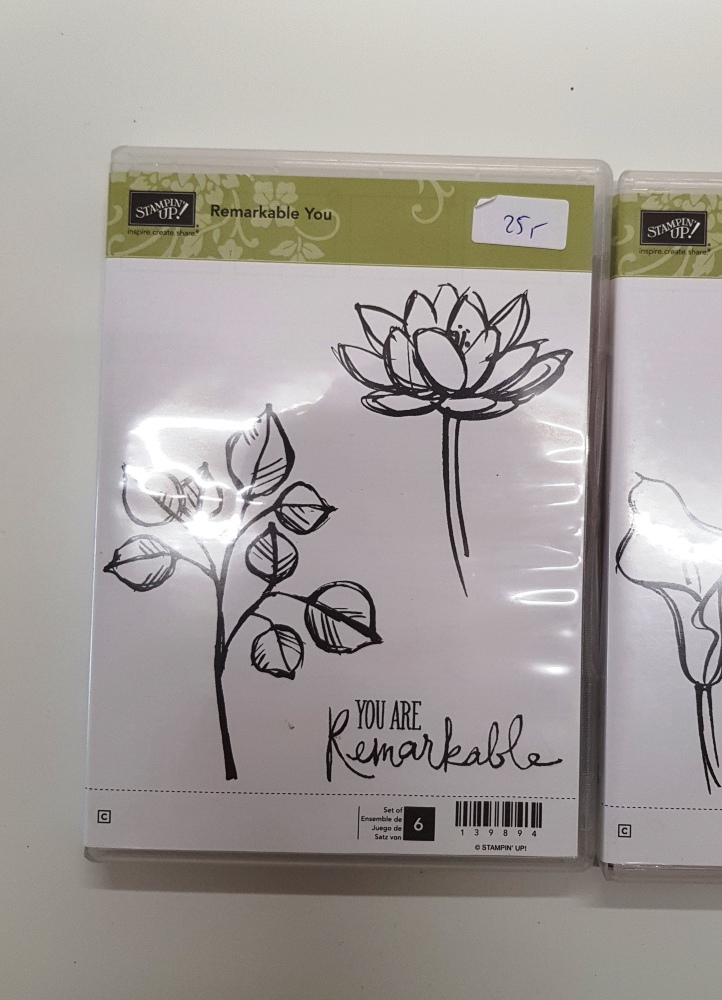 STAMPIN' UP!
inspire.create.share.®
Remarkable You
25,-
YOU ARE
Remarkable
C
Set of
Ensemble de
Juego de
Satz von
6
139894
© STAMPIN' UP!
STAMPIN' UP!
inspire.create.share.®
C